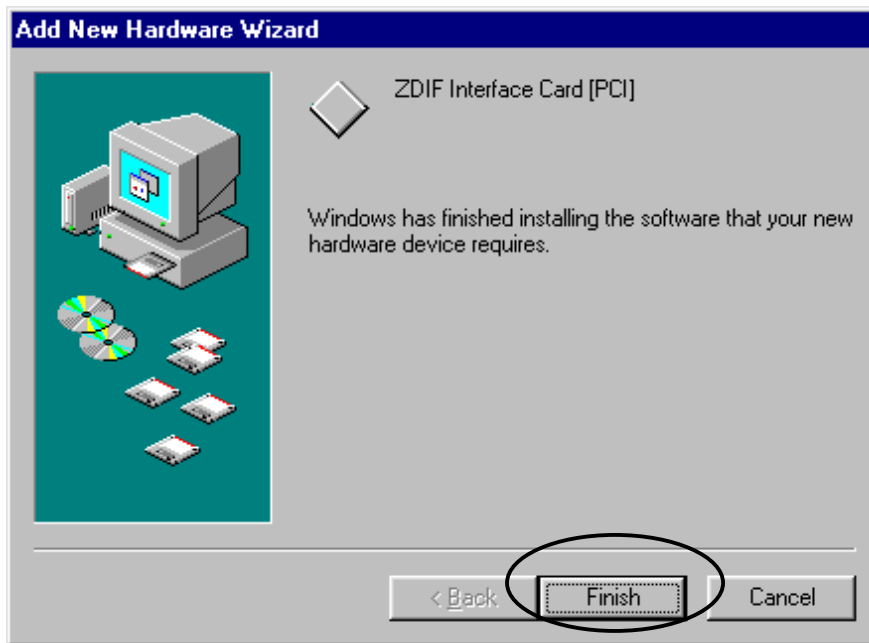 Add New Hardware Wizard
ZDIF Interface Card [PCI]
Windows has finished installing the software that your new
hardware device requires.
< Back
Finish
Cancel